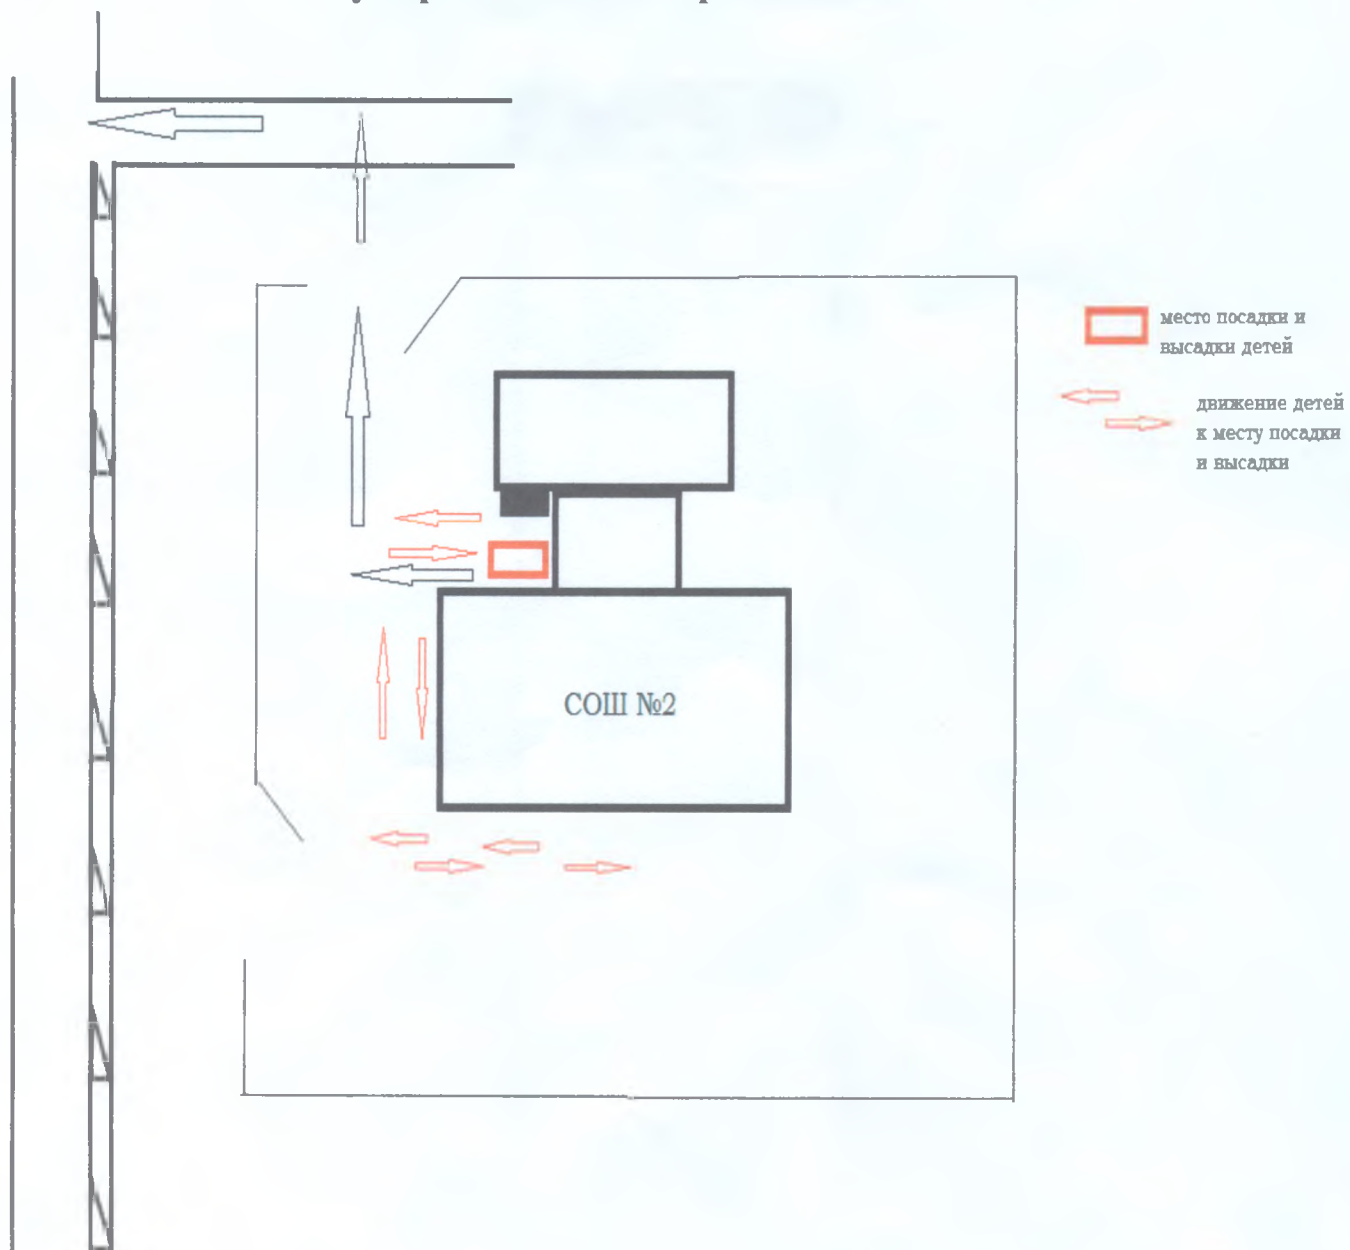 место посадки и
высадки детей
движение детей
к месту посадки
и высадки
СОШ №2